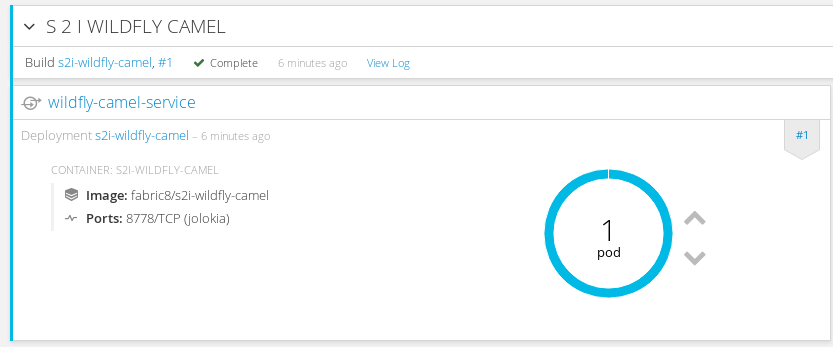 S 2 I WILDFLY CAMEL
Build s2i-wildfly-camel, #1 Complete 6 minutes ago View Log
wildfly-camel-service
Deployment s2i-wildfly-camel – 6 minutes ago #1
CONTAINER: S2I-WILDFLY-CAMEL
Image: fabric8/s2i-wildfly-camel
Ports: 8778/TCP (jolokia)
1
pod